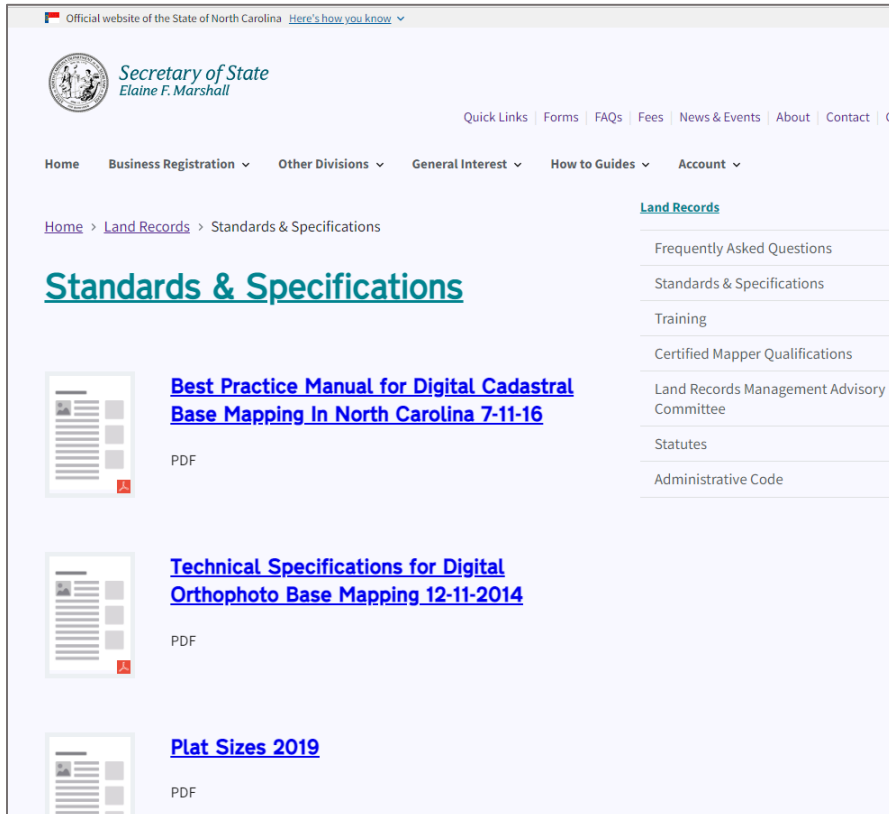 Official website of the State of North Carolina Here's how you know
Secretary of State
Elaine F. Marshall
Quick Links Forms FAQs Fees News & Events About Contact
Home Business Registration Other Divisions General Interest How to Guides Account
Home > Land Records > Standards & Specifications
Standards & Specifications
Best Practice Manual for Digital Cadastral
Base Mapping In North Carolina 7-11-16
PDF
Technical Specifications for Digital
Orthophoto Base Mapping 12-11-2014
PDF
Plat Sizes 2019
PDF
Land Records
Frequently Asked Questions
Standards & Specifications
Training
Certified Mapper Qualifications
Land Records Management Advisory
Committee
Statutes
Administrative Code